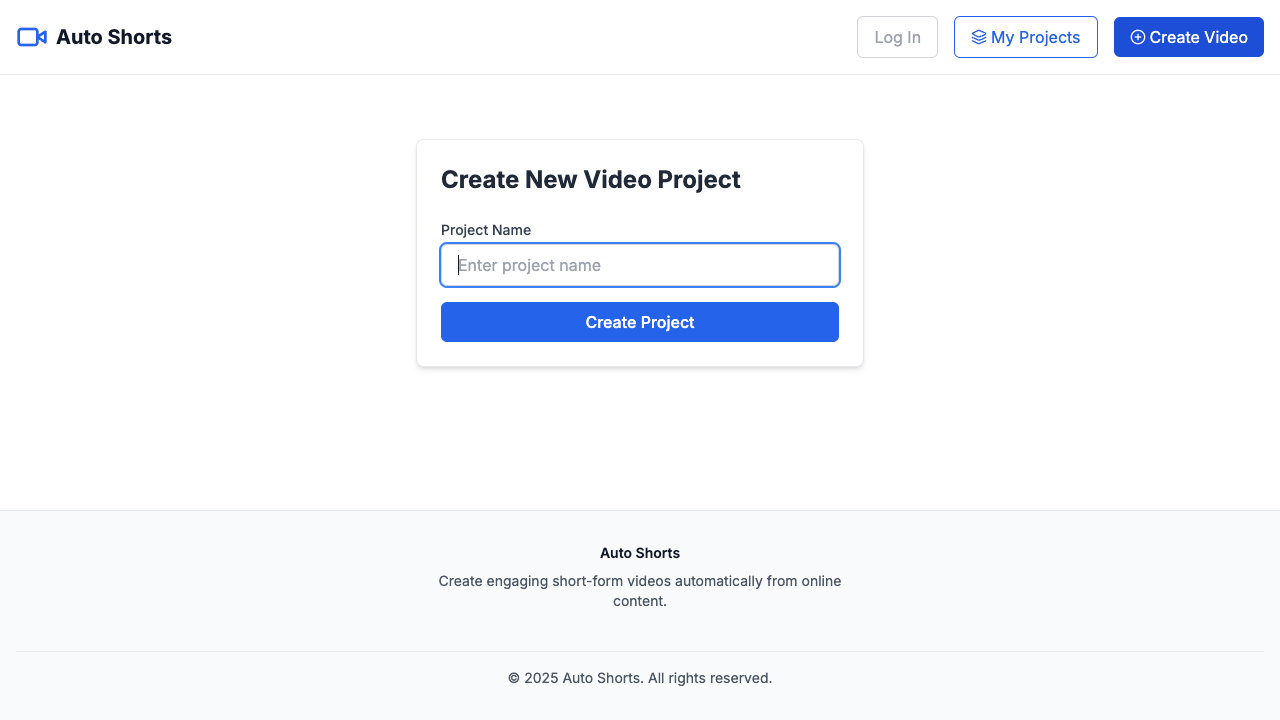 Auto Shorts
Log In
My Projects
Create Video
Create New Video Project
Project Name
Enter project name
Create Project
Auto Shorts
Create engaging short-form videos automatically from online
content.
© 2025 Auto Shorts. All rights reserved.